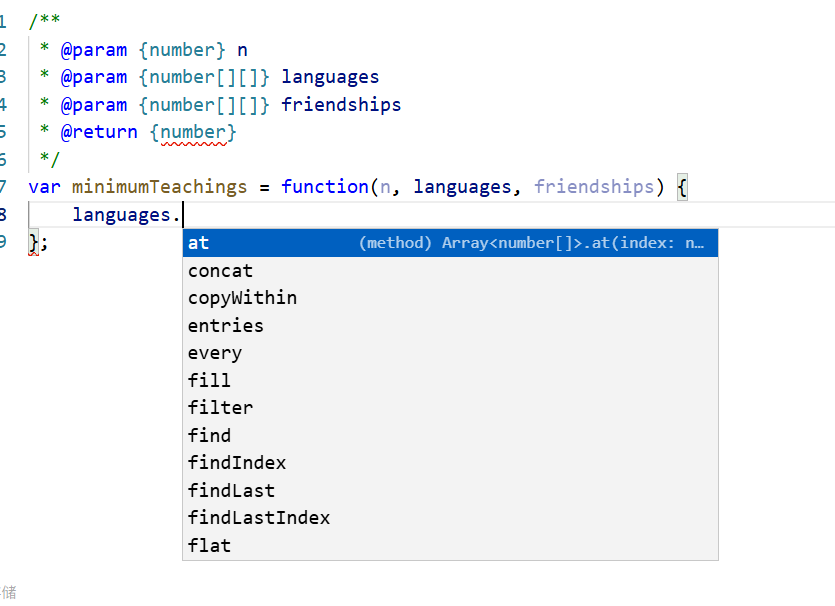 1 /**
2 * @param {number} n
3 * @param {number[][]} languages
4 * @param {number[][]} friendships
5 * @return {number}
6 */
7 var minimumTeachings = function(n, languages, friendships) {
8 languages.
9 };
at (method) Array<number[]>.at(index: n…
concat
copyWithin
entries
every
fill
filter
find
findIndex
findLast
findLastIndex
flat
储